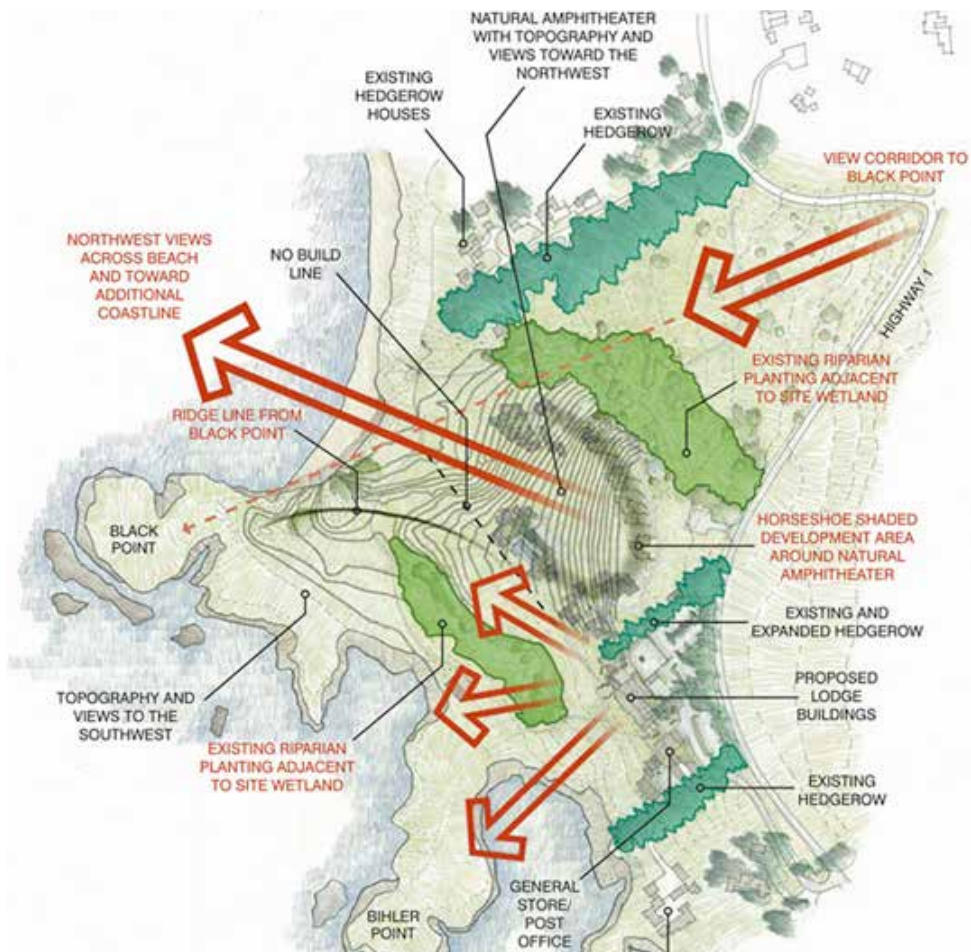 NATURAL AMPHITHEATER
WITH TOPOGRAPHY AND
VIEWS TOWARD THE
NORTHWEST
EXISTING
HEDGEROW
HOUSES
EXISTING
HEDGEROW
VIEW CORRIDOR TO
BLACK POINT
NORTHWEST VIEWS
ACROSS BEACH
AND TOWARD
ADDITIONAL
COASTLINE
NO BUILD
LINE
HIGHWAY 1
EXISTING RIPARIAN
PLANTING ADJACENT
TO SITE WETLAND
RIDGE LINE FROM
BLACK POINT
BLACK
POINT
HORSESHOE SHADED
DEVELOPMENT AREA
AROUND NATURAL
AMPHITHEATER
EXISTING AND
EXPANDED HEDGEROW
TOPOGRAPHY AND
VIEWS TO THE
SOUTHWEST
PROPOSED
LODGE
BUILDINGS
EXISTING RIPARIAN
PLANTING ADJACENT
TO SITE WETLAND
EXISTING
HEDGEROW
GENERAL
STORE/
POST
OFFICE
BIHLER
POINT